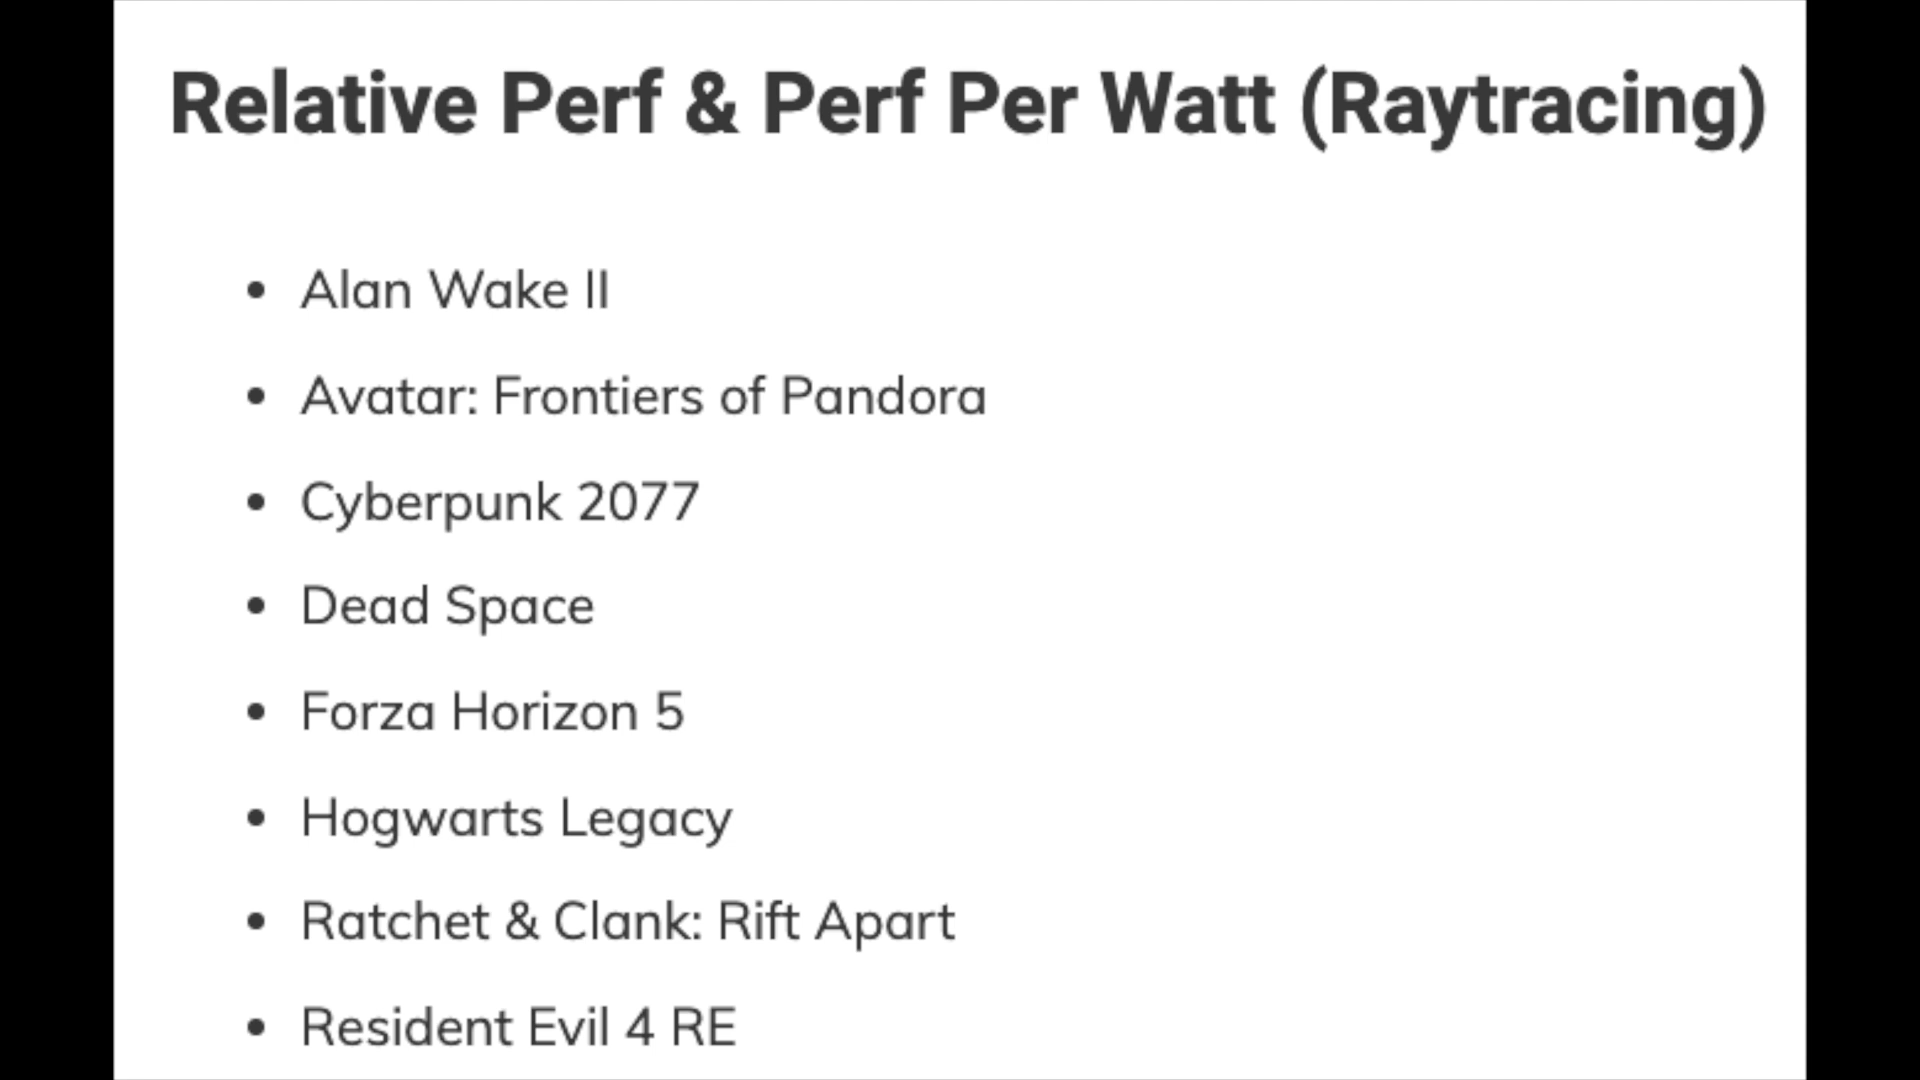 Relative Perf & Perf Per Watt (Raytracing)
• Alan Wake II
• Avatar: Frontiers of Pandora
• Cyberpunk 2077
• Dead Space
• Forza Horizon 5
• Hogwarts Legacy
• Ratchet & Clank: Rift Apart
• Resident Evil 4 RE